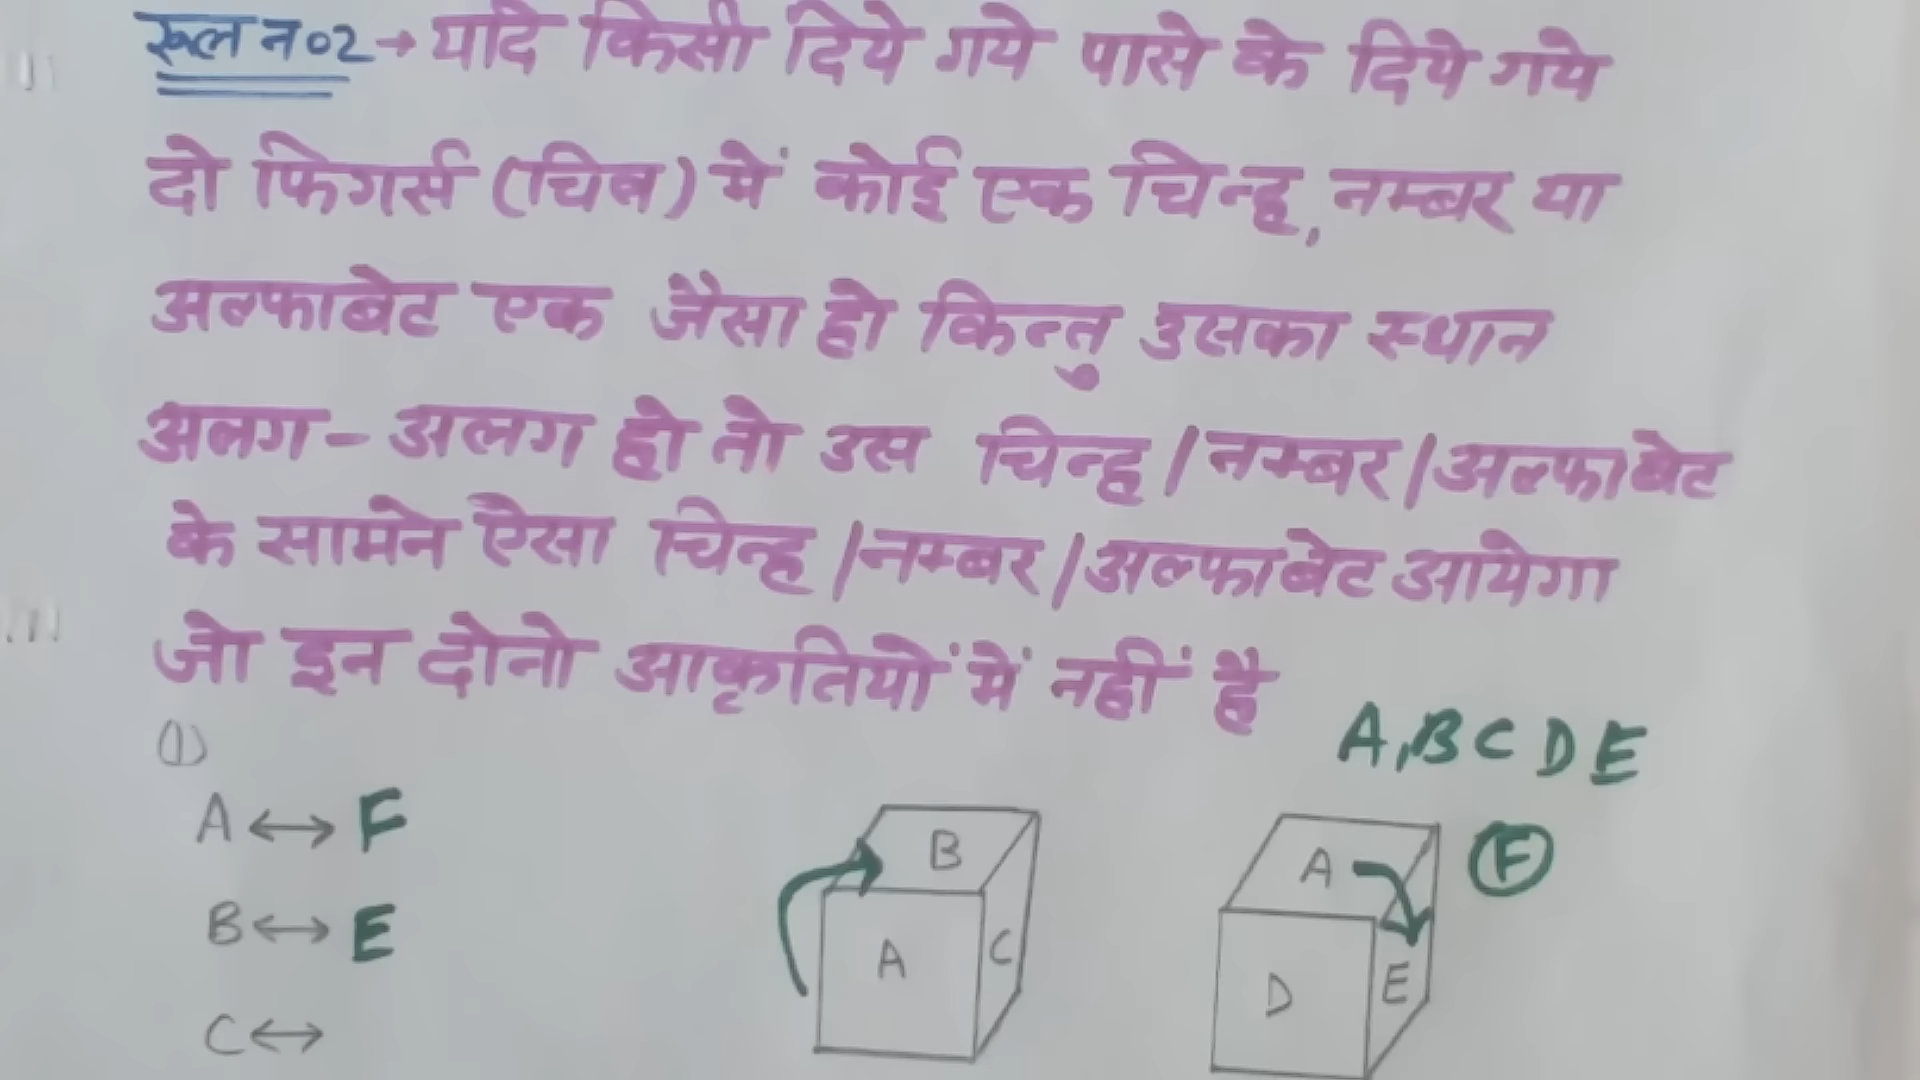 रूल न०2→ यदि किसी दिये गये पासे के दिये गये
दो फिगर्स (चित्र) में कोई एक चिन्ह, नम्बर या
अल्फाबेट एक जैसा हो किन्तु उसका स्थान
अलग-अलग हो तो उस चिन्ह/नम्बर/अल्फाबेट
के सामने ऐसा चिन्ह/नम्बर/अल्फाबेट आयेगा
जो इन दोनो आकृतियों में नहीं है
A,B C D E
(1)
A ↔ F
B ↔ E
C ↔
B
A
C
A
D
E
F